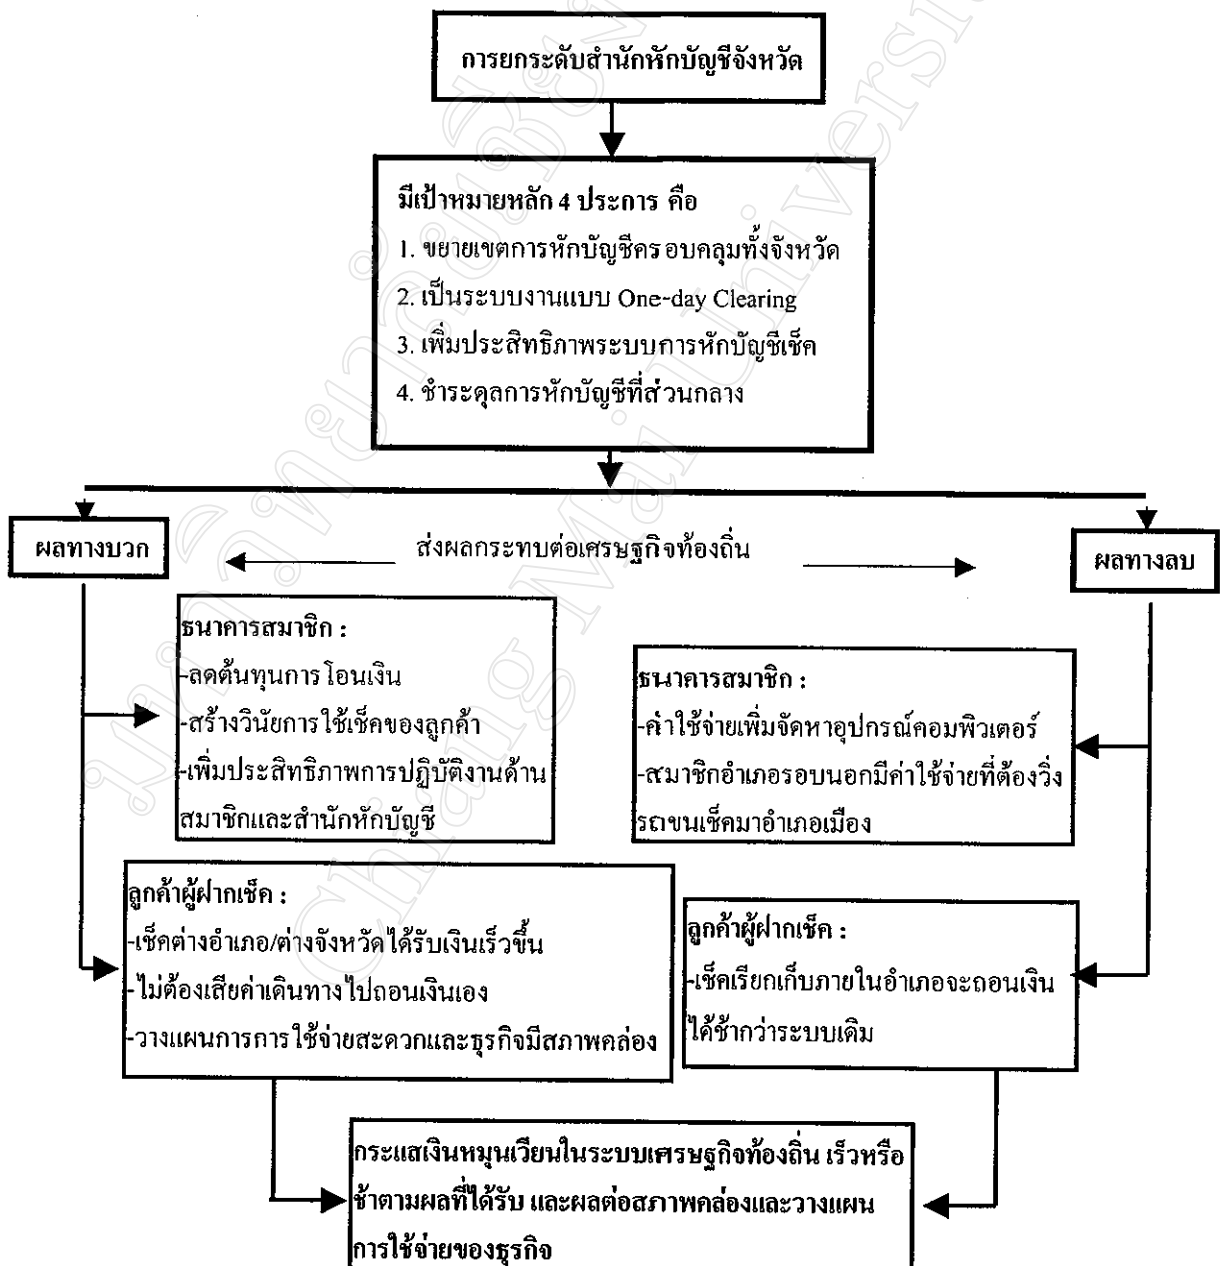 การยกระดับสำนักหักบัญชีจังหวัด
มีเป้าหมายหลัก 4 ประการ คือ
1. ขยายเขตการหักบัญชีครอบคลุมทั้งจังหวัด
2. เป็นระบบงานแบบ One-day Clearing
3. เพิ่มประสิทธิภาพระบบการหักบัญชีเช็ค
4. ชำระดุลการหักบัญชีที่ส่วนกลาง
ผลทางบวก
ส่งผลกระทบต่อเศรษฐกิจท้องถิ่น
ผลทางลบ
ธนาคารสมาชิก :
-ลดต้นทุนการโอนเงิน
-สร้างวินัยการใช้เช็คของลูกค้า
-เพิ่มประสิทธิภาพการปฏิบัติงานด้าน
สมาชิกและสำนักหักบัญชี
ธนาคารสมาชิก :
-ค่าใช้จ่ายเพิ่มจัดหาอุปกรณ์คอมพิวเตอร์
-สมาชิกอำเภอรอบนอกมีค่าใช้จ่ายที่ต้องวิ่ง
รถขนเช็คมาอำเภอเมือง
ลูกค้าผู้ฝากเช็ค :
-เช็คต่างอำเภอ/ต่างจังหวัดได้รับเงินเร็วขึ้น
-ไม่ต้องเสียค่าเดินทางไปถอนเงินเอง
-วางแผนการการใช้จ่ายสะดวกและธุรกิจมีสภาพคล่อง
ลูกค้าผู้ฝากเช็ค :
-เช็คเรียกเก็บภายในอำเภอจะถอนเงิน
ได้ช้ากว่าระบบเดิม
กระแสเงินหมุนเวียนในระบบเศรษฐกิจท้องถิ่น เร็วหรือ
ช้าตามผลที่ได้รับ และผลต่อสภาพคล่องและวางแผน
การใช้จ่ายของธุรกิจ
มหาวิทยาลัยเชียงใหม่
Chiang Mai University